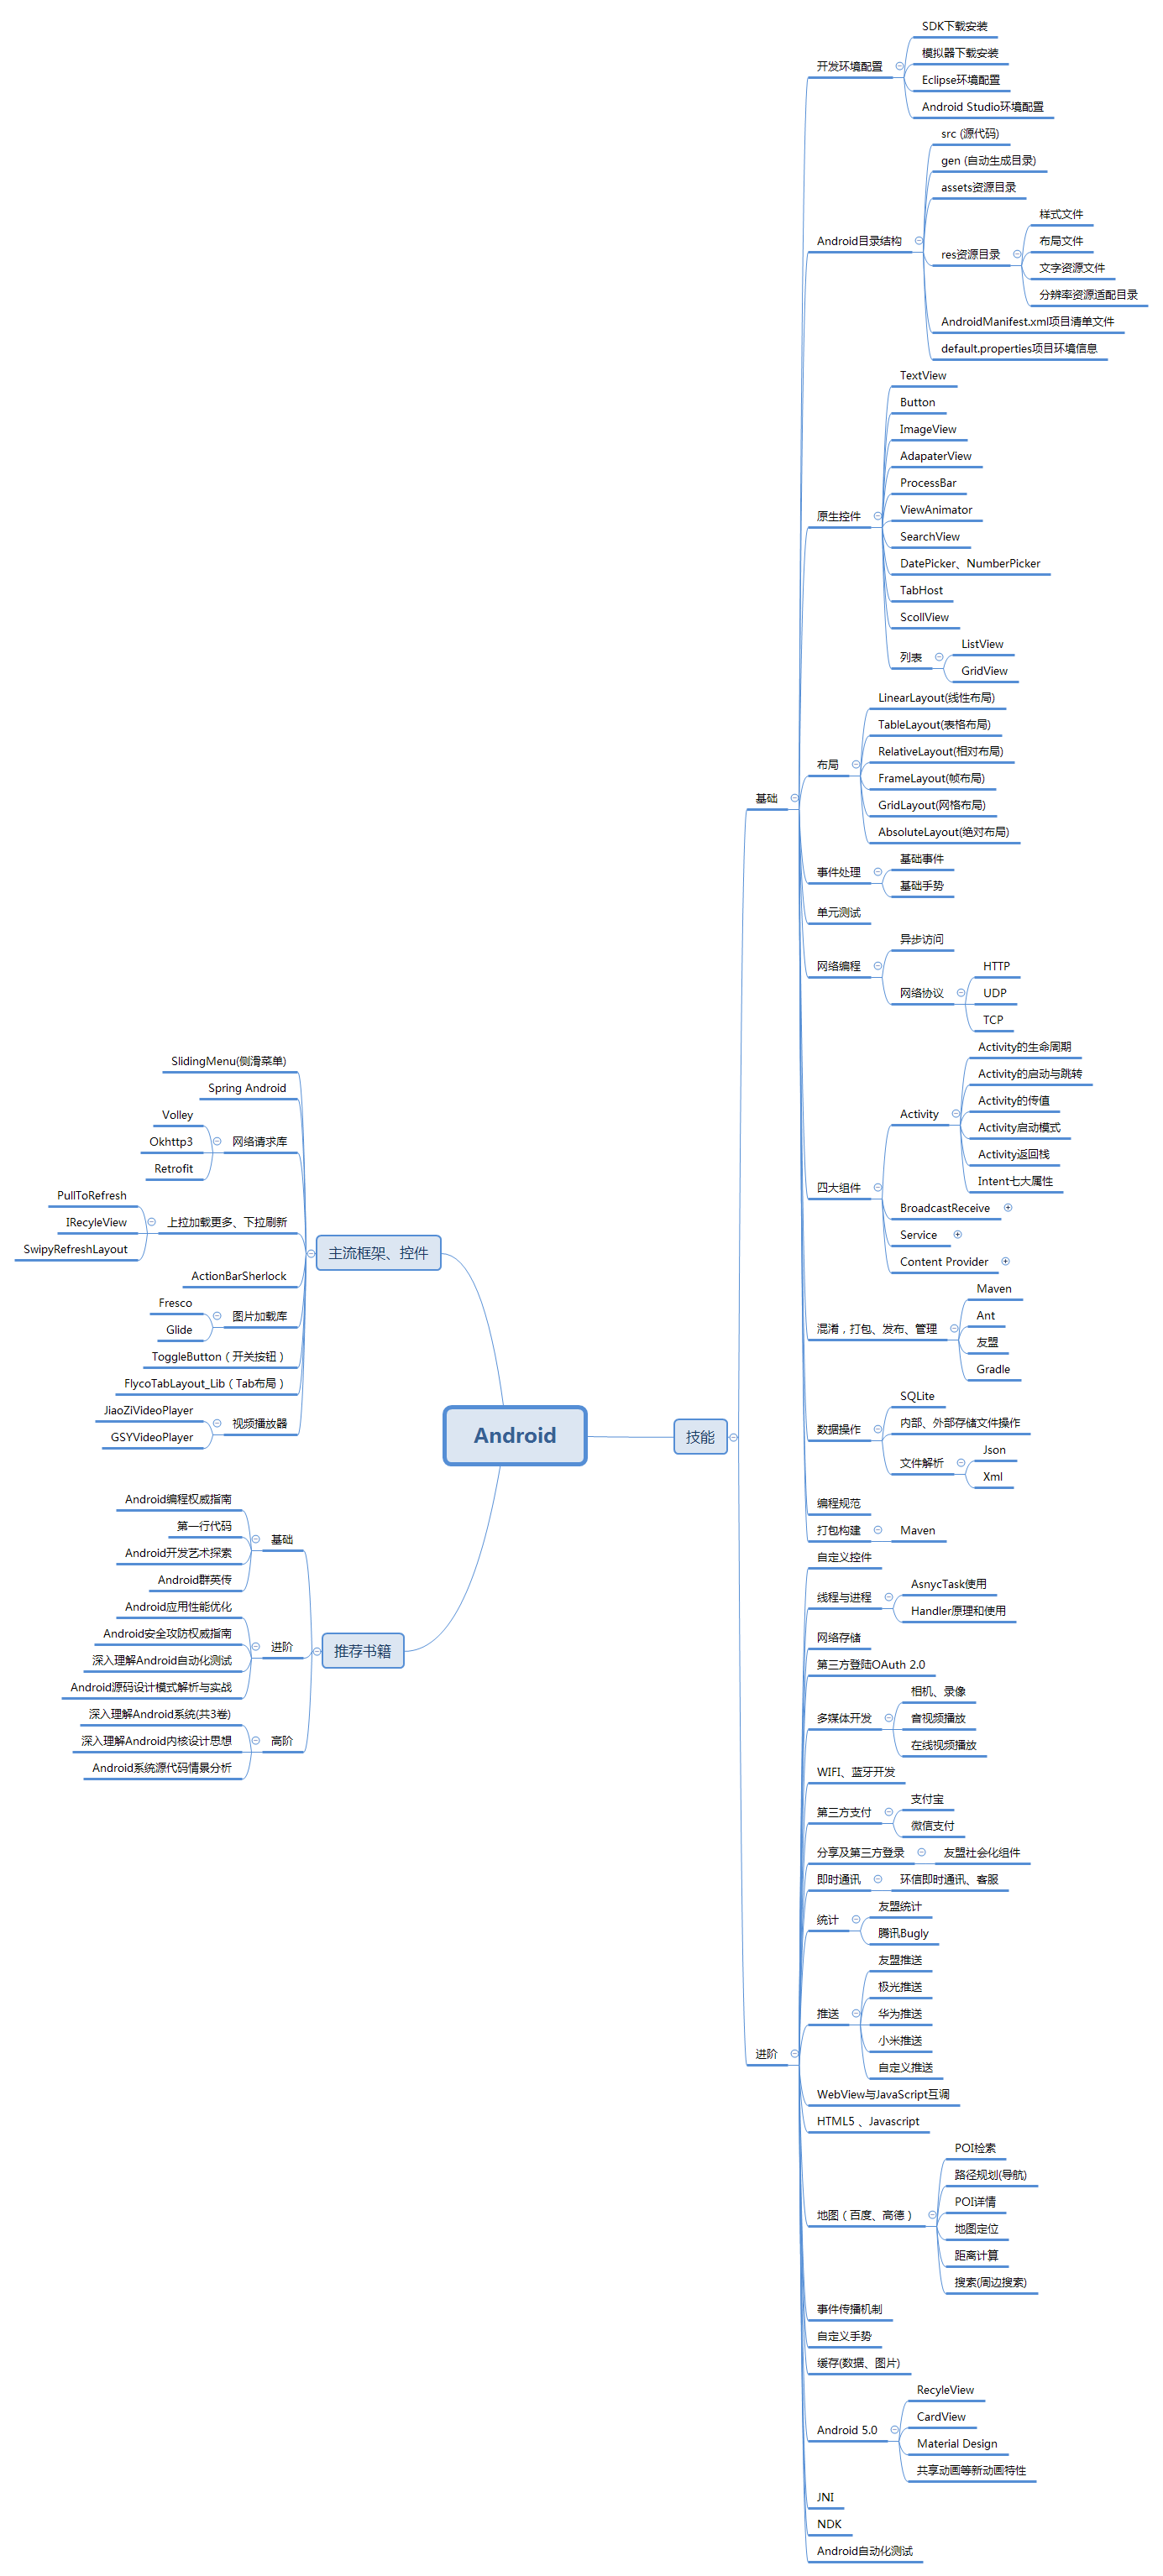 Android
技能
基础
开发环境配置
SDK下载安装
模拟器下载安装
Eclipse环境配置
Android Studio环境配置
Android目录结构
src (源代码)
gen (自动生成目录)
assets资源目录
res资源目录
样式文件
布局文件
文字资源文件
分辨率资源适配目录
AndroidManifest.xml项目清单文件
default.properties项目环境信息
原生控件
TextView
Button
ImageView
AdapaterView
ProcessBar
ViewAnimator
SearchView
DatePicker、NumberPicker
TabHost
ScollView
列表
ListView
GridView
布局
LinearLayout(线性布局)
TableLayout(表格布局)
RelativeLayout(相对布局)
FrameLayout(帧布局)
GridLayout(网格布局)
AbsoluteLayout(绝对布局)
事件处理
基础事件
基础手势
单元测试
网络编程
异步访问
网络协议
HTTP
UDP
TCP
四大组件
Activity
Activity的生命周期
Activity的启动与跳转
Activity的传值
Activity启动模式
Activity返回栈
Intent七大属性
BroadcastReceive
Service
Content Provider
混淆，打包、发布、管理
Maven
Ant
友盟
Gradle
数据操作
SQLite
内部、外部存储文件操作
文件解析
Json
Xml
编程规范
打包构建
Maven
进阶
自定义控件
线程与进程
AsnycTask使用
Handler原理和使用
网络存储
第三方登陆OAuth 2.0
多媒体开发
相机、录像
音视频播放
在线视频播放
WIFI、蓝牙开发
第三方支付
支付宝
微信支付
分享及第三方登录
友盟社会化组件
即时通讯
环信即时通讯、客服
统计
友盟统计
腾讯Bugly
推送
友盟推送
极光推送
华为推送
小米推送
自定义推送
WebView与JavaScript互调
HTML5 、Javascript
地图（百度、高德）
POI检索
路径规划(导航)
POI详情
地图定位
距离计算
搜索(周边搜索)
事件传播机制
自定义手势
缓存(数据、图片)
Android 5.0
RecyleView
CardView
Material Design
共享动画等新动画特性
JNI
NDK
Android自动化测试
主流框架、控件
SlidingMenu(侧滑菜单)
Spring Android
网络请求库
Volley
Okhttp3
Retrofit
上拉加载更多、下拉刷新
PullToRefresh
IRecyleView
SwipyRefreshLayout
ActionBarSherlock
图片加载库
Fresco
Glide
ToggleButton（开关按钮）
FlycoTabLayout_Lib（Tab布局）
视频播放器
JiaoZiVideoPlayer
GSYVideoPlayer
推荐书籍
基础
Android编程权威指南
第一行代码
Android开发艺术探索
Android群英传
进阶
Android应用性能优化
Android安全攻防权威指南
深入理解Android自动化测试
Android源码设计模式解析与实战
高阶
深入理解Android系统(共3卷)
深入理解Android内核设计思想
Android系统源代码情景分析